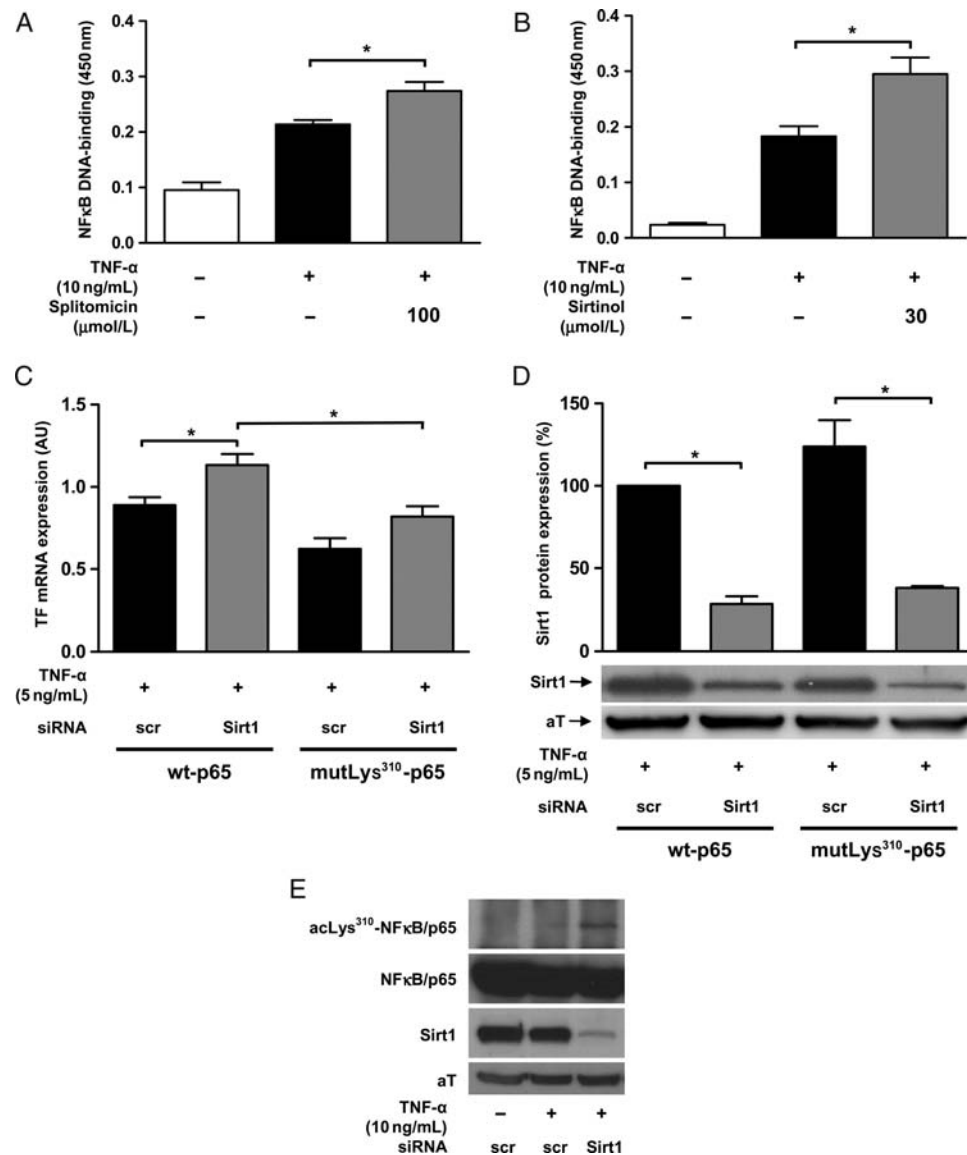 A
NFκB DNA-binding (450 nm)
0.4
0.3
0.2
0.1
0.0
*
TNF-α
(10 ng/mL)
– + +
Splitomicin
(μmol/L)
– – 100
B
NFκB DNA-binding (450 nm)
0.4
0.3
0.2
0.1
0.0
*
TNF-α
(10 ng/mL)
– + +
Sirtinol
(μmol/L)
– – 30
C
TF mRNA expression (AU)
1.5
1.0
0.5
0.0
*
*
TNF-α
(5 ng/mL)
+ + + +
siRNA scr Sirt1 scr Sirt1
wt-p65 mutLys³¹⁰-p65
D
Sirt1 protein expression (%)
150
100
50
0
*
*
Sirt1
aT
TNF-α
(5 ng/mL)
+ + + +
siRNA scr Sirt1 scr Sirt1
wt-p65 mutLys³¹⁰-p65
E
acLys³¹⁰-NFκB/p65
NFκB/p65
Sirt1
aT
TNF-α
(10 ng/mL)
– + +
siRNA scr scr Sirt1